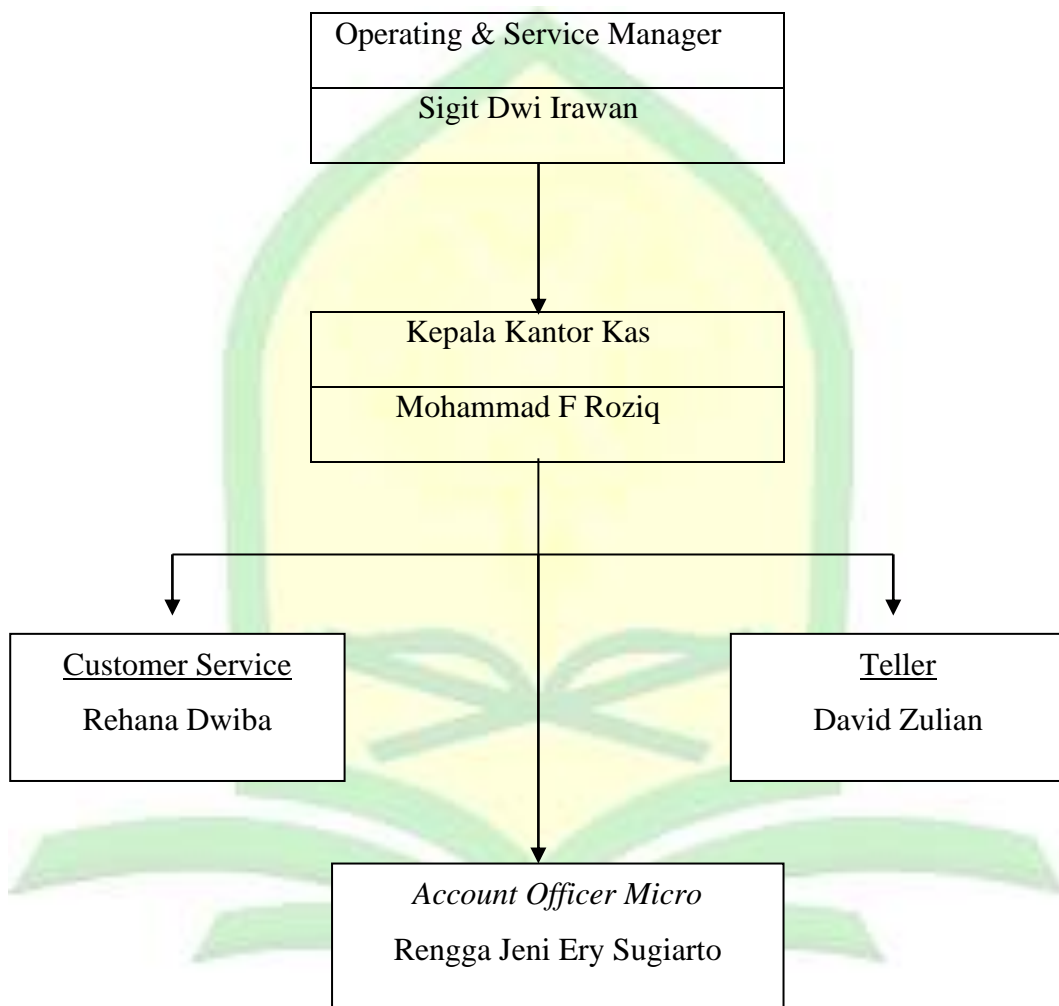 Operating & Service Manager
Sigit Dwi Irawan
Kepala Kantor Kas
Mohammad F Roziq
Customer Service
Rehana Dwiba
Teller
David Zulian
Account Officer Micro
Rengga Jeni Ery Sugiarto